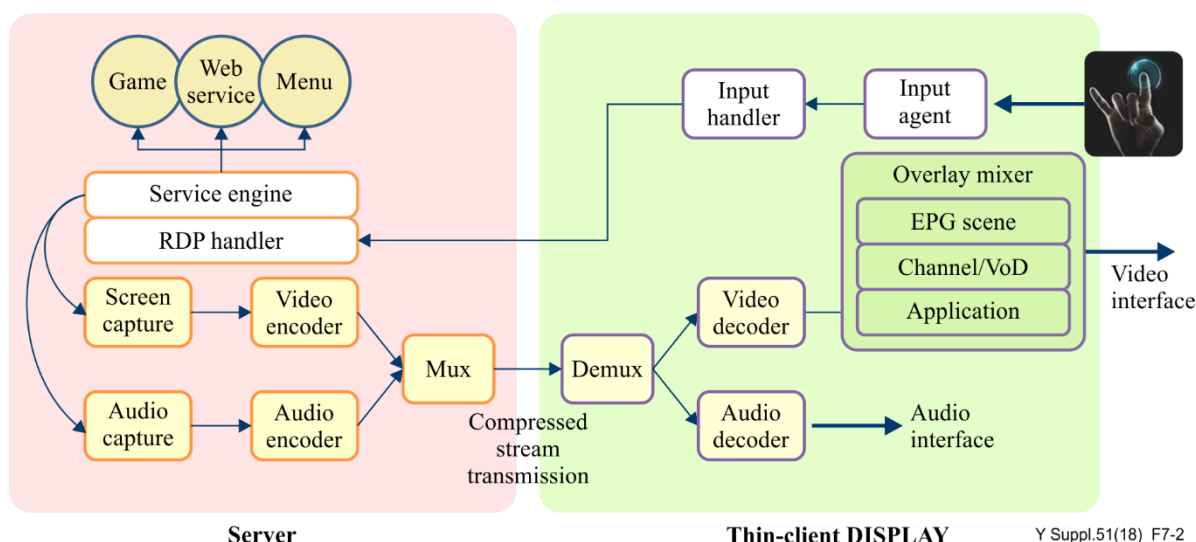 Game
Web
service
Menu
Service engine
RDP handler
Screen
capture
Video
encoder
Audio
capture
Audio
encoder
Mux
Compressed
stream
transmission
Server
Input
handler
Input
agent
Overlay mixer
EPG scene
Channel/VoD
Application
Video
interface
Demux
Video
decoder
Audio
decoder
Audio
interface
Thin-client DISPLAY
Y Suppl.51(18) F7-2